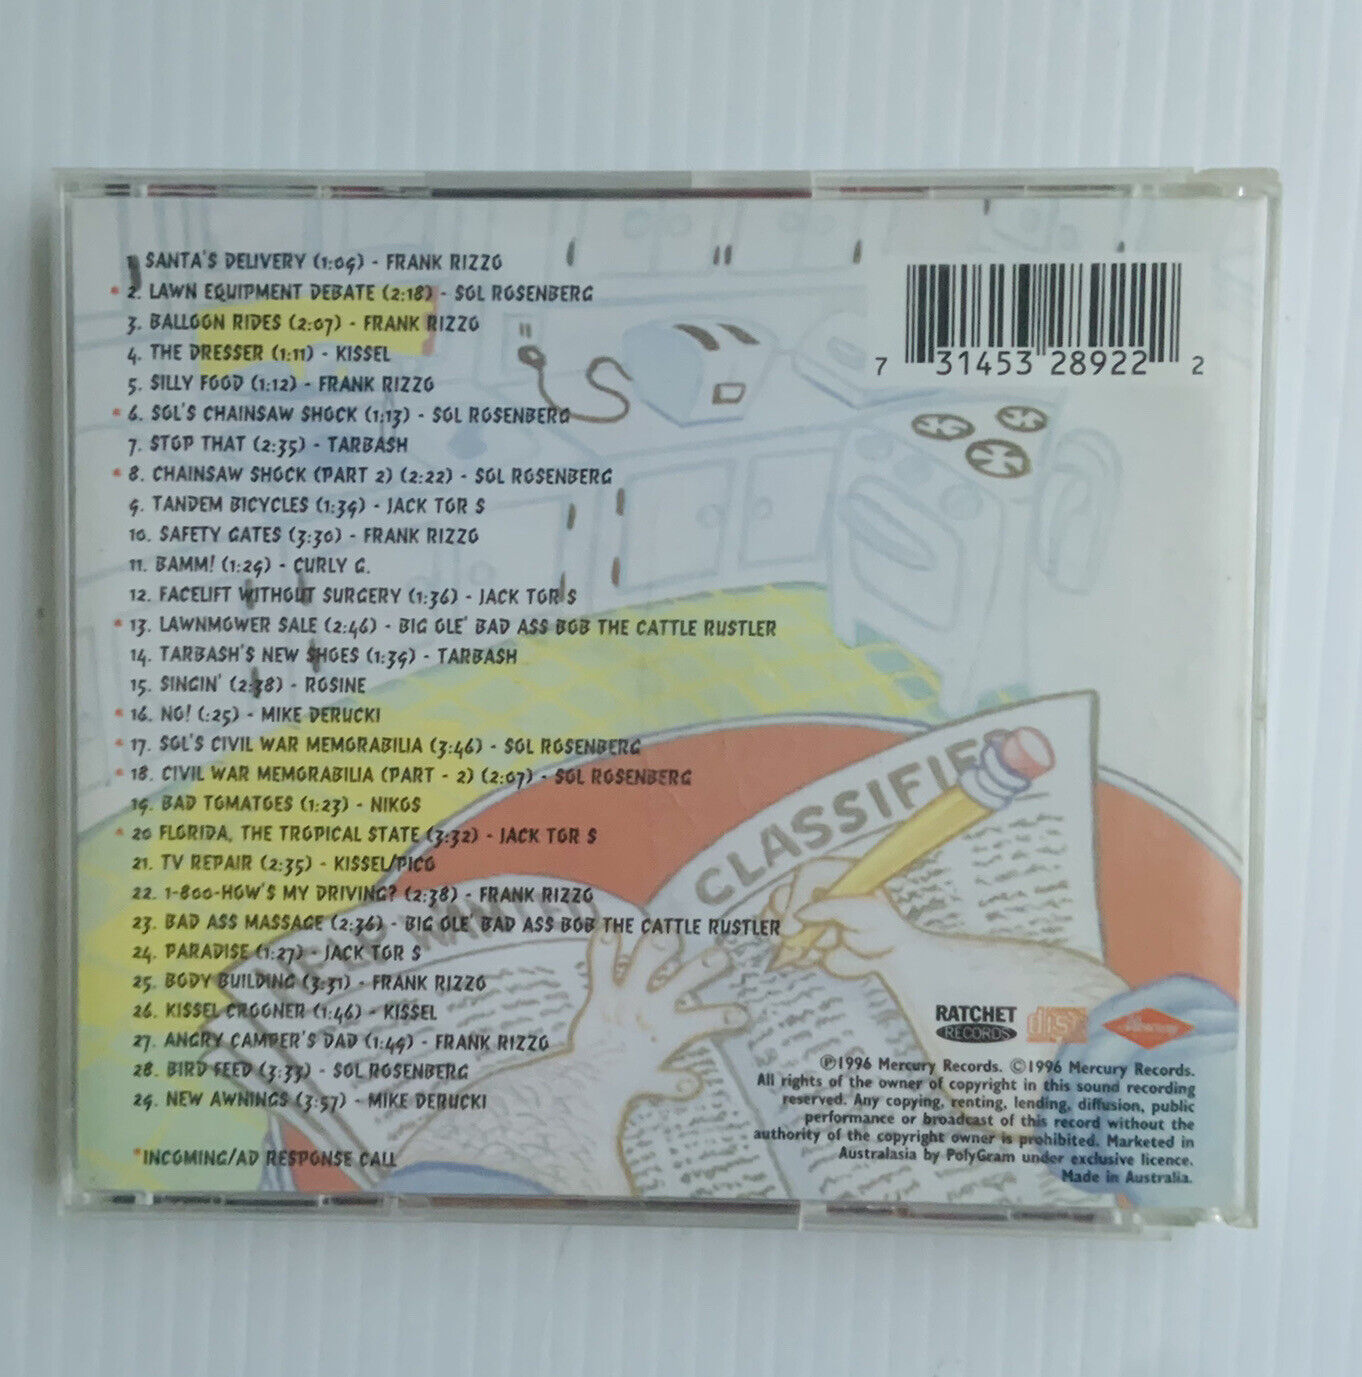 1. SANTA'S DELIVERY (1:09) - FRANK RIZZO
* 2. LAWN EQUIPMENT DEBATE (2:18) - SOL ROSENBERG
3. BALLOON RIDES (2:07) - FRANK RIZZO
4. THE DRESSER (1:11) - KISSEL
5. SILLY FOOD (1:12) - FRANK RIZZO
* 6. SOL'S CHAINSAW SHOCK (1:13) - SOL ROSENBERG
7. STOP THAT (2:35) - TARBASH
* 8. CHAINSAW SHOCK (PART 2) (2:22) - SOL ROSENBERG
9. TANDEM BICYCLES (1:39) - JACK TOR S
10. SAFETY GATES (3:30) - FRANK RIZZO
11. BAMM! (1:29) - CURLY G.
12. FACELIFT WITHOUT SURGERY (1:36) - JACK TOR S
* 13. LAWNMOWER SALE (2:46) - BIG OLE' BAD ASS BOB THE CATTLE RUSTLER
14. TARBASH'S NEW SHOES (1:39) - TARBASH
15. SINGIN' (2:38) - ROSINE
* 16. NO! (:25) - MIKE DERUCKI
* 17. SOL'S CIVIL WAR MEMORABILIA (3:46) - SOL ROSENBERG
* 18. CIVIL WAR MEMORABILIA (PART - 2) (2:07) - SOL ROSENBERG
19. BAD TOMATOES (1:23) - NIKOS
* 20 FLORIDA, THE TROPICAL STATE (3:32) - JACK TOR S
21. TV REPAIR (2:35) - KISSEL/PICO
22. 1-800-HOW'S MY DRIVING? (2:38) - FRANK RIZZO
23. BAD ASS MASSAGE (2:36) - BIG OLE' BAD ASS BOB THE CATTLE RUSTLER
24. PARADISE (1:27) - JACK TOR S
25. BODY BUILDING (3:31) - FRANK RIZZO
26. KISSEL CROONER (1:46) - KISSEL
27. ANGRY CAMPER'S DAD (1:49) - FRANK RIZZO
28. BIRD FEED (3:33) - SOL ROSENBERG
29. NEW AWNINGS (3:57) - MIKE DERUCKI
*INCOMING/AD RESPONSE CALL
7 31453 28922 2
CLASSIFIED
WAN
RATCHET
RECORDS
disc
Mercury
℗1996 Mercury Records. ©1996 Mercury Records.
All rights of the owner of copyright in this sound recording
reserved. Any copying, renting, lending, diffusion, public
performance or broadcast of this record without the
authority of the copyright owner is prohibited. Marketed in
Australasia by PolyGram under exclusive licence.
Made in Australia.